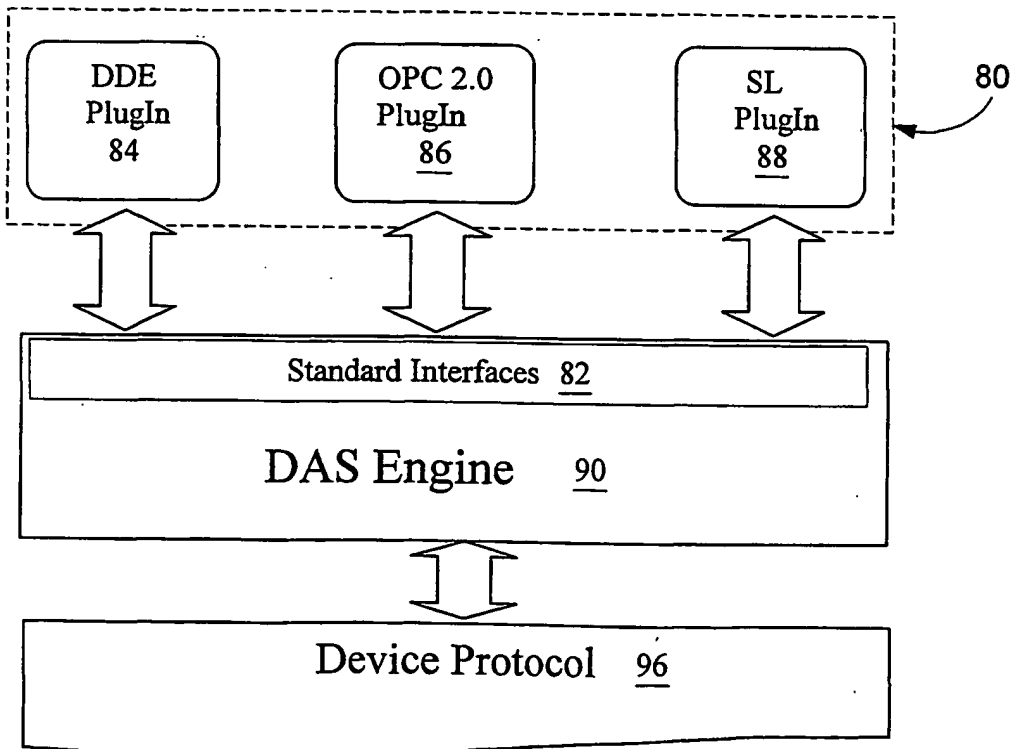 DDE
PlugIn
84
OPC 2.0
PlugIn
86
SL
PlugIn
88
80
Standard Interfaces 82
DAS Engine 90
Device Protocol 96